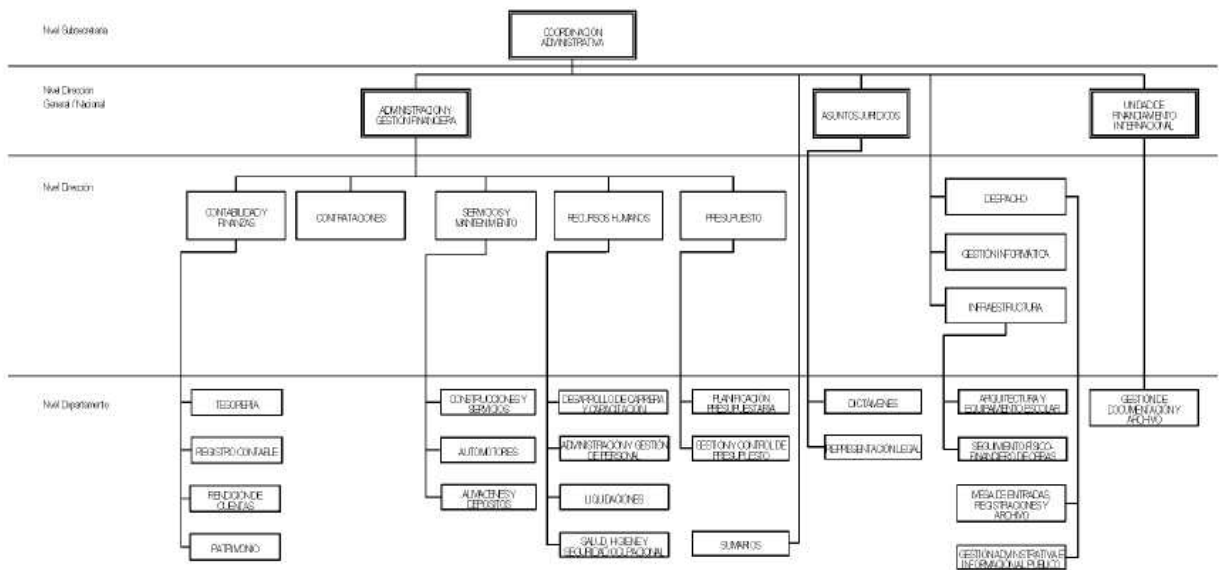 Nivel Subsecretaría
COORDINACIÓN
ADMINISTRATIVA
Nivel Dirección
General / Nacional
ADMINISTRACIÓN Y
GESTIÓN FINANCIERA
ASUNTOS JURÍDICOS
UNIDAD DE
FINANCIAMIENTO
INTERNACIONAL
Nivel Dirección
CONTABILIDAD Y
FINANZAS
CONTRATACIONES
SERVICIOS Y
MANTENIMIENTO
RECURSOS HUMANOS
PRESUPUESTO
DESPACHO
GESTIÓN INFORMÁTICA
INFRAESTRUCTURA
Nivel Departamento
TESORERÍA
CONSTRUCCIONES Y
SERVICIOS
DESARROLLO DE CARRERA
Y CAPACITACIÓN
PLANIFICACIÓN
PRESUPUESTARIA
DICTÁMENES
ARQUITECTURA Y
EQUIPAMIENTO ESCOLAR
GESTIÓN DE
DOCUMENTACIÓN Y
ARCHIVO
REGISTRO CONTABLE
AUTOMOTORES
ADMINISTRACIÓN Y GESTIÓN
DE PERSONAL
GESTIÓN Y CONTROL DE
PRESUPUESTO
REPRESENTACIÓN LEGAL
SEGUIMIENTO FÍSICO-
FINANCIERO DE OBRAS
RENDICIÓN DE
CUENTAS
ALMACENES Y
DEPÓSITOS
LIQUIDACIONES
MESA DE ENTRADAS,
REGISTRACIONES Y
ARCHIVO
PATRIMONIO
SALUD, HIGIENE Y
SEGURIDAD OCUPACIONAL
SUMARIOS
GESTIÓN ADMINISTRATIVA E
INFORMACIÓN AL PÚBLICO